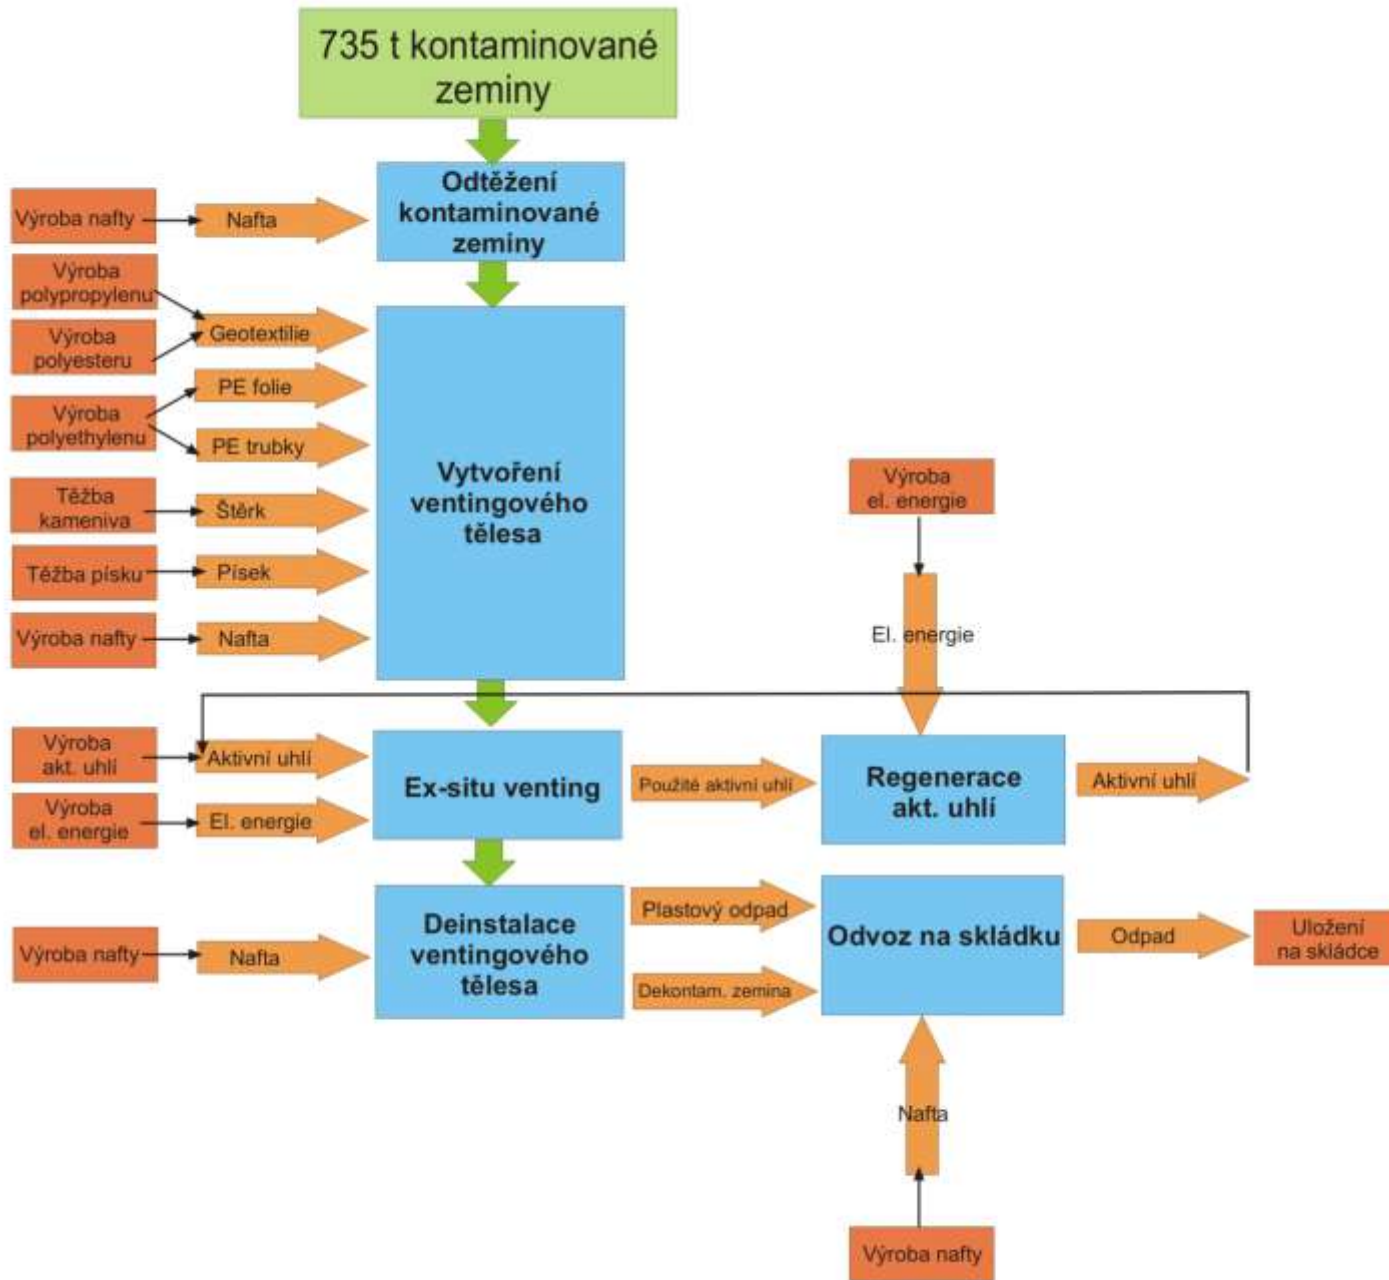 735 t kontaminované
zeminy
Odtěžení
kontaminované
zeminy
Výroba nafty
Nafta
Výroba
polypropylenu
Výroba
polyesteru
Geotextilie
Výroba
polyethylenu
PE folie
PE trubky
Těžba
kameniva
Štěrk
Těžba písku
Písek
Výroba nafty
Nafta
Vytvoření
ventingového
tělesa
Výroba
el. energie
El. energie
Výroba
akt. uhlí
Aktivní uhlí
Výroba
el. energie
El. energie
Ex-situ venting
Použité aktivní uhlí
Regenerace
akt. uhlí
Aktivní uhlí
Výroba nafty
Nafta
Deinstalace
ventingového
tělesa
Plastový odpad
Dekontam. zemina
Odvoz na skládku
Odpad
Uložení
na skládce
Nafta
Výroba nafty